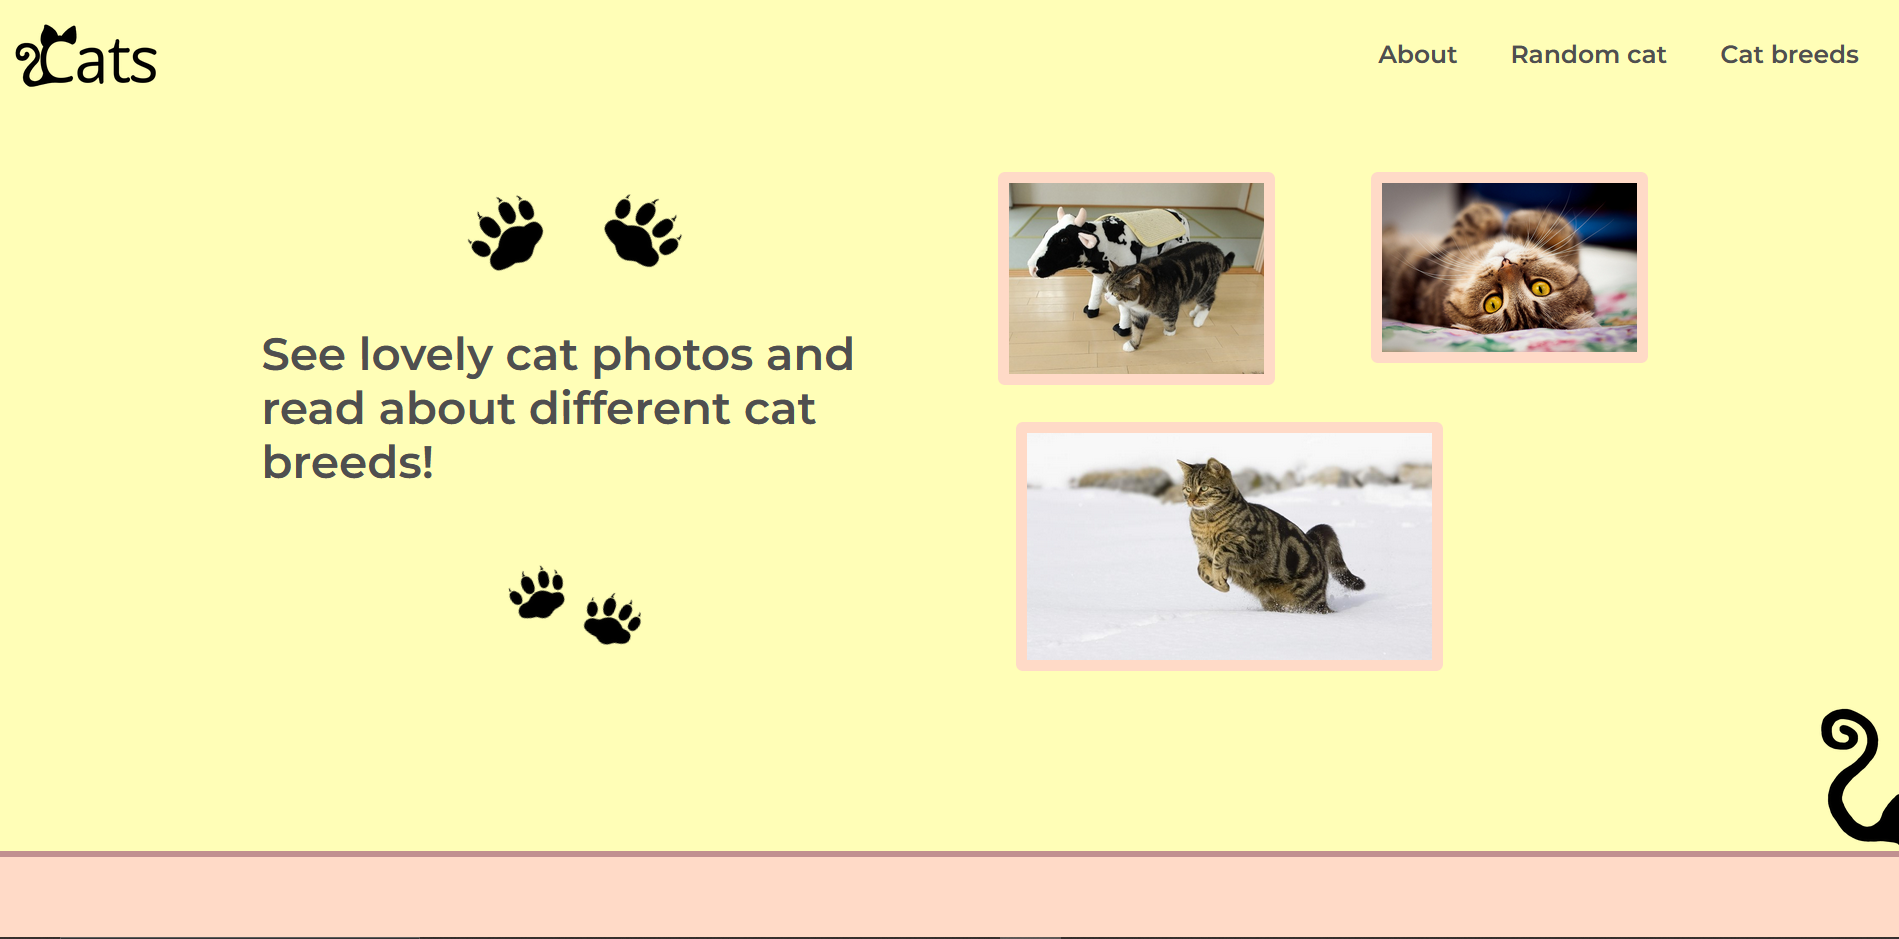 Cats
About
Random cat
Cat breeds
See lovely cat photos and
read about different cat
breeds!